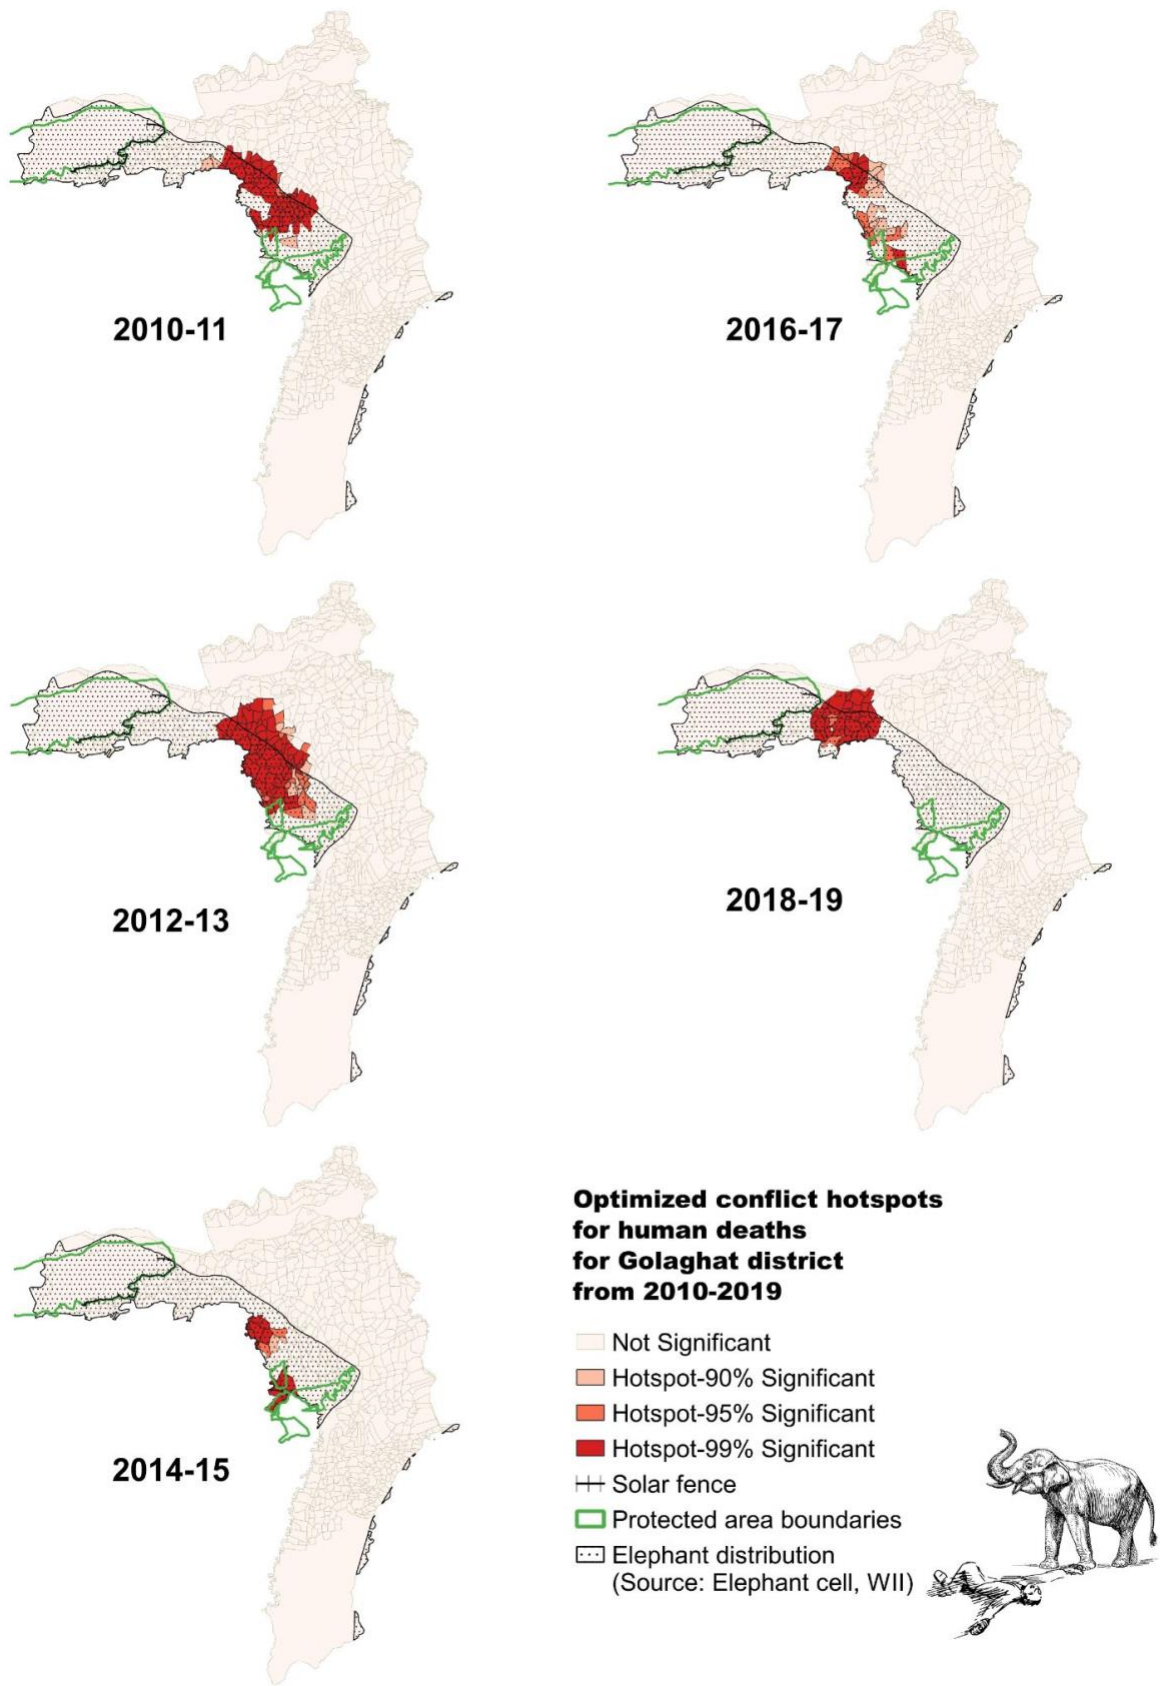 2010-11
2016-17
2012-13
2018-19
2014-15
Optimized conflict hotspots
for human deaths
for Golaghat district
from 2010-2019
Not Significant
Hotspot-90% Significant
Hotspot-95% Significant
Hotspot-99% Significant
Solar fence
Protected area boundaries
Elephant distribution
(Source: Elephant cell, WII)